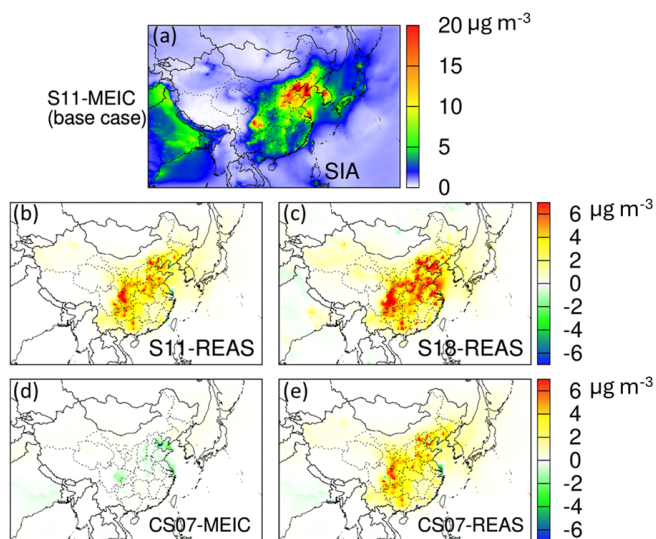 (a)
20 µg m-3
15
10
5
0
S11-MEIC
(base case)
SIA
(b)
S11-REAS
(c)
S18-REAS
µg m-3
6
4
2
0
-2
-4
-6
(d)
CS07-MEIC
(e)
CS07-REAS
µg m-3
6
4
2
0
-2
-4
-6